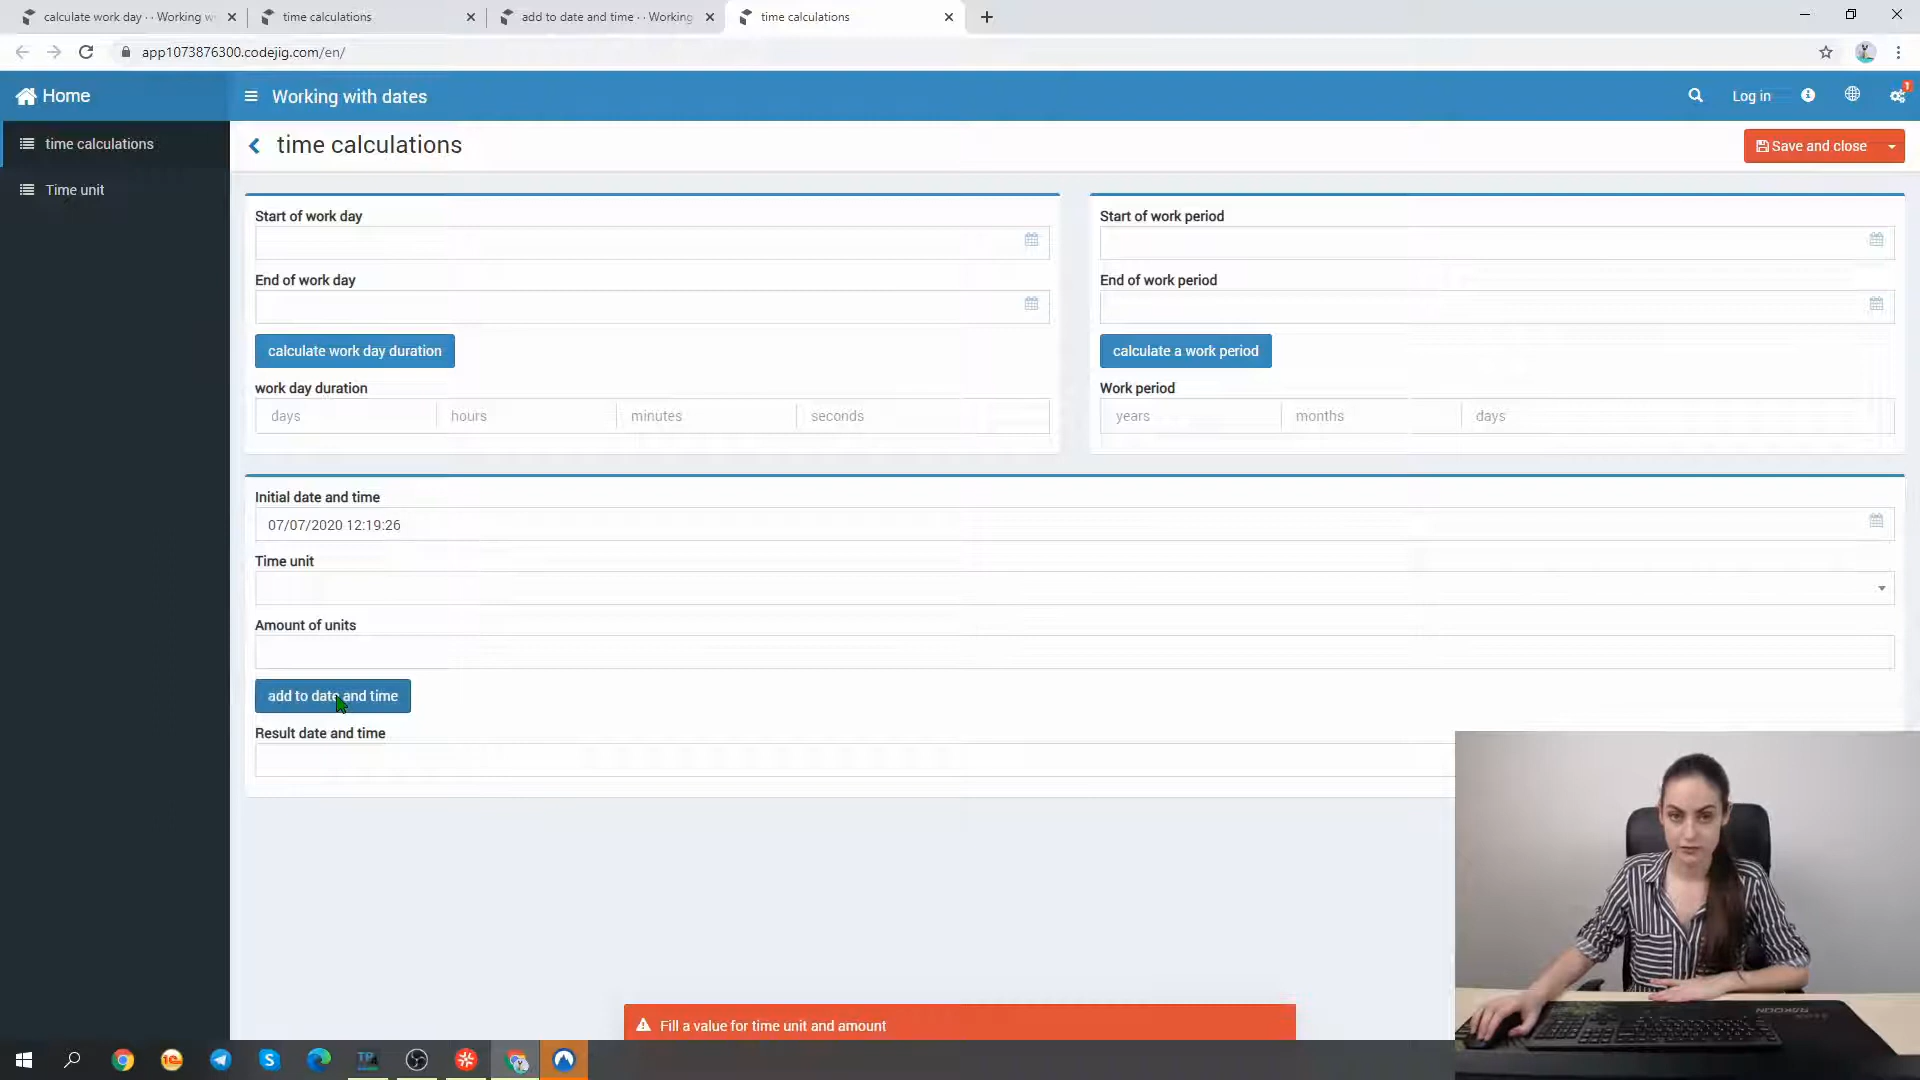 calculate work day · · Working w
time calculations
add to date and time · · Working
time calculations
app1073876300.codejig.com/en/
Home
Working with dates
Log in
1
time calculations
Time unit
time calculations
Save and close
Start of work day
End of work day
calculate work day duration
work day duration
days hours minutes seconds
Start of work period
End of work period
calculate a work period
Work period
years months days
Initial date and time
07/07/2020 12:19:26
Time unit
Amount of units
add to date and time
Result date and time
Fill a value for time unit and amount